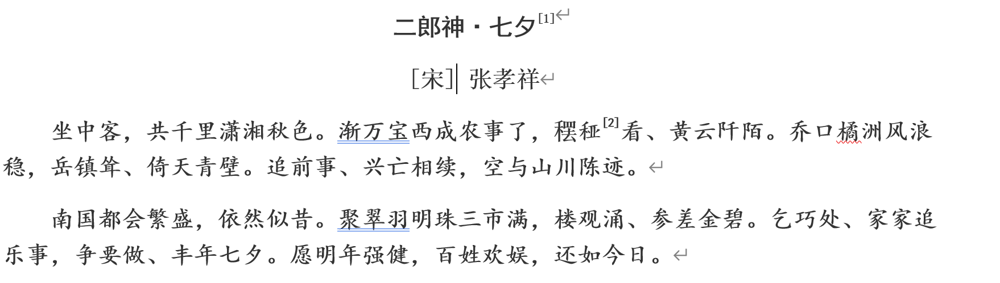 二郎神·七夕[1]
[宋] 张孝祥
坐中客，共千里潇湘秋色。渐万宝西成农事了，䆉稏[2]看、黄云阡陌。乔口橘洲风浪
稳，岳镇耸、倚天青壁。追前事、兴亡相续，空与山川陈迹。
南国都会繁盛，依然似昔。聚翠羽明珠三市满，楼观涌、参差金碧。乞巧处、家家追
乐事，争要做、丰年七夕。愿明年强健，百姓欢娱，还如今日。